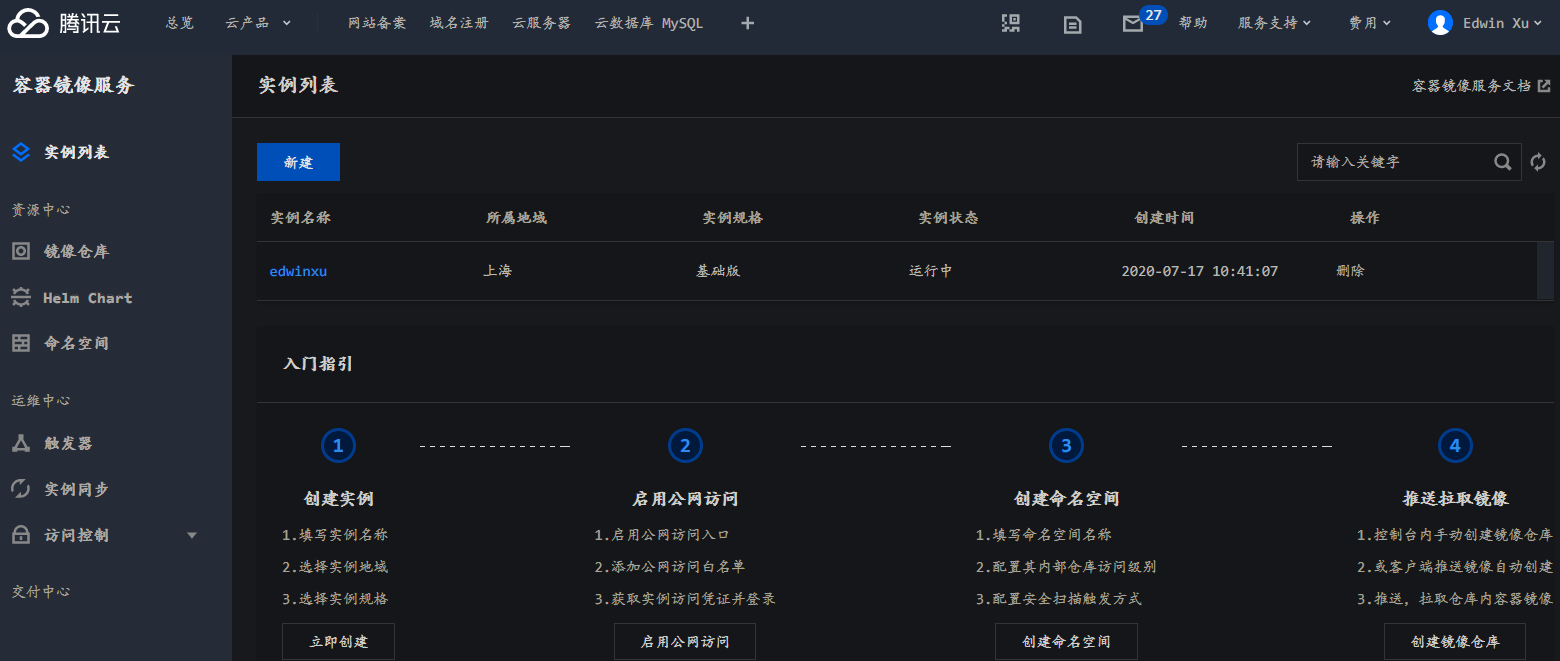 腾讯云 总览 云产品 网站备案 域名注册 云服务器 云数据库 MySQL + 27 帮助 服务支持 费用 Edwin Xu
容器镜像服务
实例列表
资源中心
镜像仓库
Helm Chart
命名空间
运维中心
触发器
实例同步
访问控制
交付中心
实例列表 容器镜像服务文档
新建 请输入关键字
实例名称 所属地域 实例规格 实例状态 创建时间 操作
edwinxu 上海 基础版 运行中 2020-07-17 10:41:07 删除
入门指引
1 2 3 4
创建实例 启用公网访问 创建命名空间 推送拉取镜像
1.填写实例名称 1.启用公网访问入口 1.填写命名空间名称 1.控制台内手动创建镜像仓库
2.选择实例地域 2.添加公网访问白名单 2.配置其内部仓库访问级别 2.或客户端推送镜像自动创建
3.选择实例规格 3.获取实例访问凭证并登录 3.配置安全扫描触发方式 3.推送，拉取仓库内容器镜像
立即创建 启用公网访问 创建命名空间 创建镜像仓库